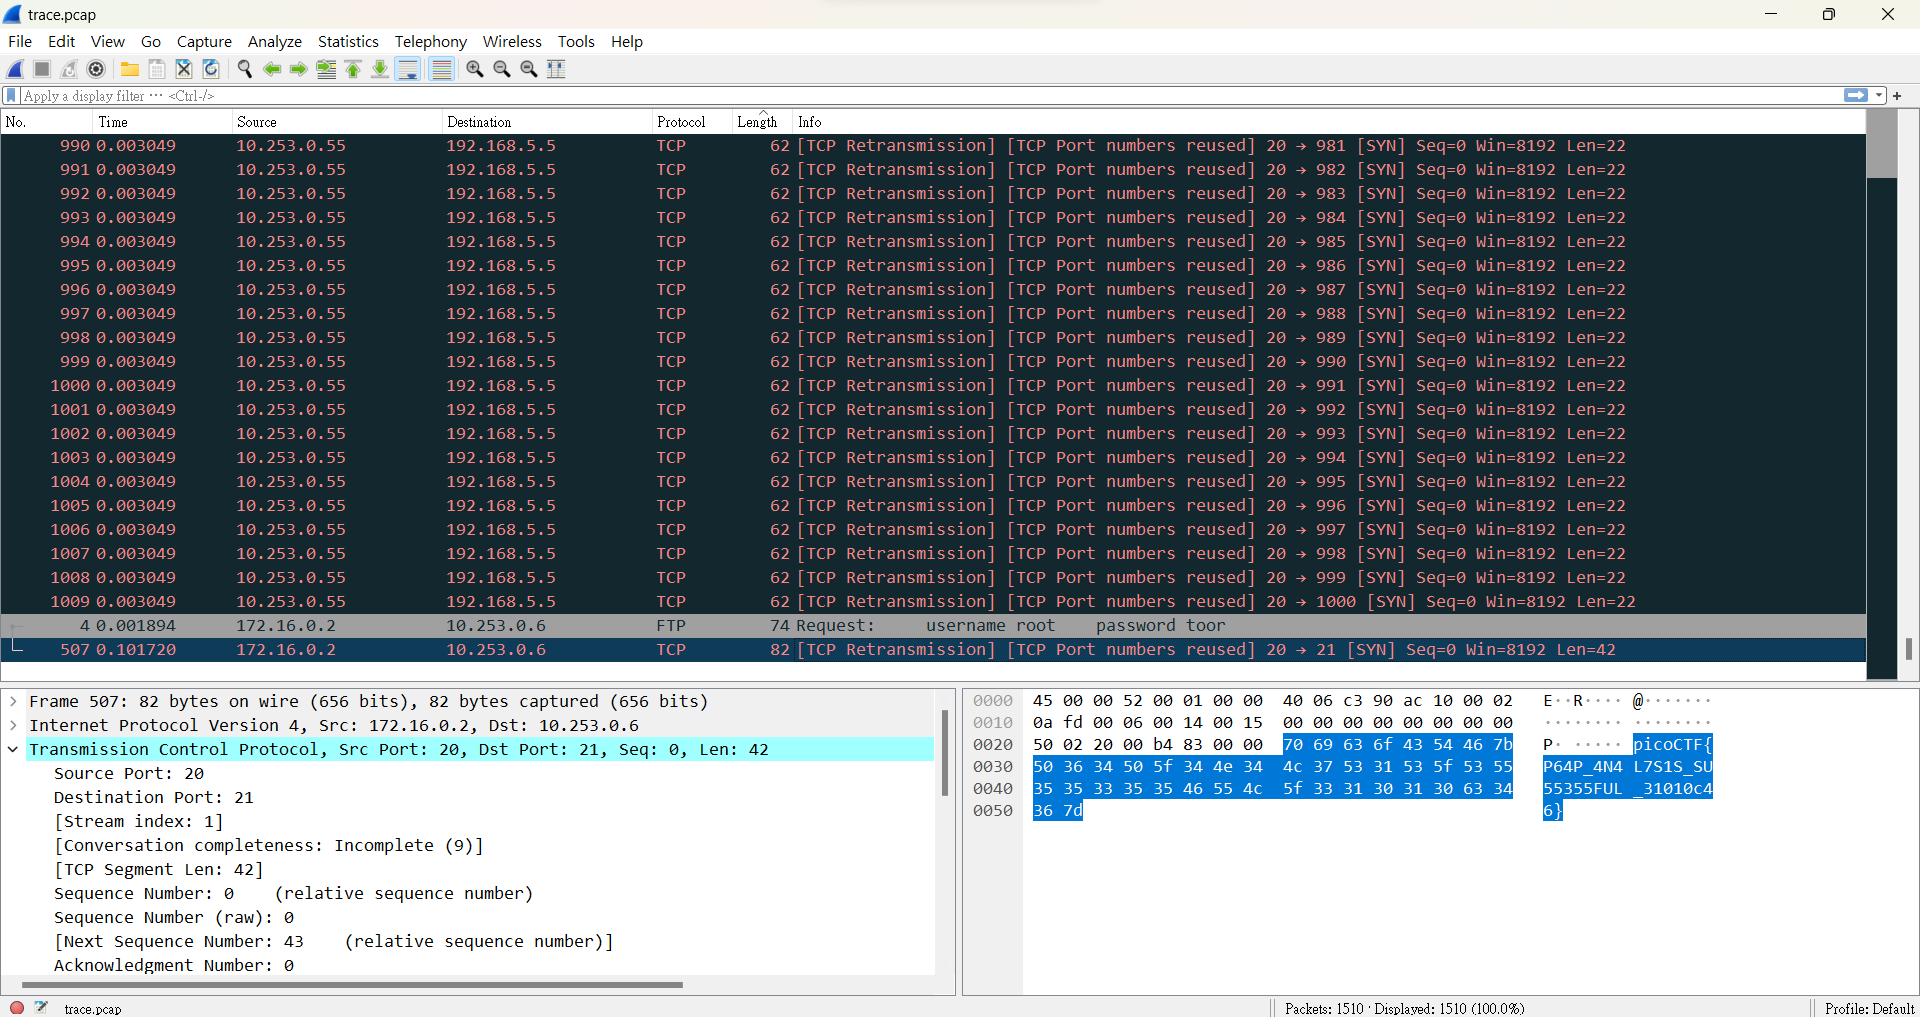 trace.pcap
File Edit View Go Capture Analyze Statistics Telephony Wireless Tools Help
Apply a display filter ··· <Ctrl-/>
No. Time Source Destination Protocol Length Info
990 0.003049 10.253.0.55 192.168.5.5 TCP 62 [TCP Retransmission] [TCP Port numbers reused] 20 → 981 [SYN] Seq=0 Win=8192 Len=22
991 0.003049 10.253.0.55 192.168.5.5 TCP 62 [TCP Retransmission] [TCP Port numbers reused] 20 → 982 [SYN] Seq=0 Win=8192 Len=22
992 0.003049 10.253.0.55 192.168.5.5 TCP 62 [TCP Retransmission] [TCP Port numbers reused] 20 → 983 [SYN] Seq=0 Win=8192 Len=22
993 0.003049 10.253.0.55 192.168.5.5 TCP 62 [TCP Retransmission] [TCP Port numbers reused] 20 → 984 [SYN] Seq=0 Win=8192 Len=22
994 0.003049 10.253.0.55 192.168.5.5 TCP 62 [TCP Retransmission] [TCP Port numbers reused] 20 → 985 [SYN] Seq=0 Win=8192 Len=22
995 0.003049 10.253.0.55 192.168.5.5 TCP 62 [TCP Retransmission] [TCP Port numbers reused] 20 → 986 [SYN] Seq=0 Win=8192 Len=22
996 0.003049 10.253.0.55 192.168.5.5 TCP 62 [TCP Retransmission] [TCP Port numbers reused] 20 → 987 [SYN] Seq=0 Win=8192 Len=22
997 0.003049 10.253.0.55 192.168.5.5 TCP 62 [TCP Retransmission] [TCP Port numbers reused] 20 → 988 [SYN] Seq=0 Win=8192 Len=22
998 0.003049 10.253.0.55 192.168.5.5 TCP 62 [TCP Retransmission] [TCP Port numbers reused] 20 → 989 [SYN] Seq=0 Win=8192 Len=22
999 0.003049 10.253.0.55 192.168.5.5 TCP 62 [TCP Retransmission] [TCP Port numbers reused] 20 → 990 [SYN] Seq=0 Win=8192 Len=22
1000 0.003049 10.253.0.55 192.168.5.5 TCP 62 [TCP Retransmission] [TCP Port numbers reused] 20 → 991 [SYN] Seq=0 Win=8192 Len=22
1001 0.003049 10.253.0.55 192.168.5.5 TCP 62 [TCP Retransmission] [TCP Port numbers reused] 20 → 992 [SYN] Seq=0 Win=8192 Len=22
1002 0.003049 10.253.0.55 192.168.5.5 TCP 62 [TCP Retransmission] [TCP Port numbers reused] 20 → 993 [SYN] Seq=0 Win=8192 Len=22
1003 0.003049 10.253.0.55 192.168.5.5 TCP 62 [TCP Retransmission] [TCP Port numbers reused] 20 → 994 [SYN] Seq=0 Win=8192 Len=22
1004 0.003049 10.253.0.55 192.168.5.5 TCP 62 [TCP Retransmission] [TCP Port numbers reused] 20 → 995 [SYN] Seq=0 Win=8192 Len=22
1005 0.003049 10.253.0.55 192.168.5.5 TCP 62 [TCP Retransmission] [TCP Port numbers reused] 20 → 996 [SYN] Seq=0 Win=8192 Len=22
1006 0.003049 10.253.0.55 192.168.5.5 TCP 62 [TCP Retransmission] [TCP Port numbers reused] 20 → 997 [SYN] Seq=0 Win=8192 Len=22
1007 0.003049 10.253.0.55 192.168.5.5 TCP 62 [TCP Retransmission] [TCP Port numbers reused] 20 → 998 [SYN] Seq=0 Win=8192 Len=22
1008 0.003049 10.253.0.55 192.168.5.5 TCP 62 [TCP Retransmission] [TCP Port numbers reused] 20 → 999 [SYN] Seq=0 Win=8192 Len=22
1009 0.003049 10.253.0.55 192.168.5.5 TCP 62 [TCP Retransmission] [TCP Port numbers reused] 20 → 1000 [SYN] Seq=0 Win=8192 Len=22
4 0.001894 172.16.0.2 10.253.0.6 FTP 74 Request: username root password toor
507 0.101720 172.16.0.2 10.253.0.6 TCP 82 [TCP Retransmission] [TCP Port numbers reused] 20 → 21 [SYN] Seq=0 Win=8192 Len=42
Frame 507: 82 bytes on wire (656 bits), 82 bytes captured (656 bits)
Internet Protocol Version 4, Src: 172.16.0.2, Dst: 10.253.0.6
Transmission Control Protocol, Src Port: 20, Dst Port: 21, Seq: 0, Len: 42
Source Port: 20
Destination Port: 21
[Stream index: 1]
[Conversation completeness: Incomplete (9)]
[TCP Segment Len: 42]
Sequence Number: 0 (relative sequence number)
Sequence Number (raw): 0
[Next Sequence Number: 43 (relative sequence number)]
Acknowledgment Number: 0
0000 45 00 00 52 00 01 00 00 40 06 c3 90 ac 10 00 02 E··R···· @·······
0010 0a fd 00 06 00 14 00 15 00 00 00 00 00 00 00 00 ········ ········
0020 50 02 20 00 b4 83 00 00 70 69 63 6f 43 54 46 7b P· ····· picoCTF{
0030 50 36 34 50 5f 34 4e 34 4c 37 53 31 53 5f 53 55 P64P_4N4 L7S1S_SU
0040 35 35 33 35 35 46 55 4c 5f 33 31 30 31 30 63 34 55355FUL _31010c4
0050 36 7d 6}
trace.pcap
Packets: 1510 · Displayed: 1510 (100.0%)
Profile: Default